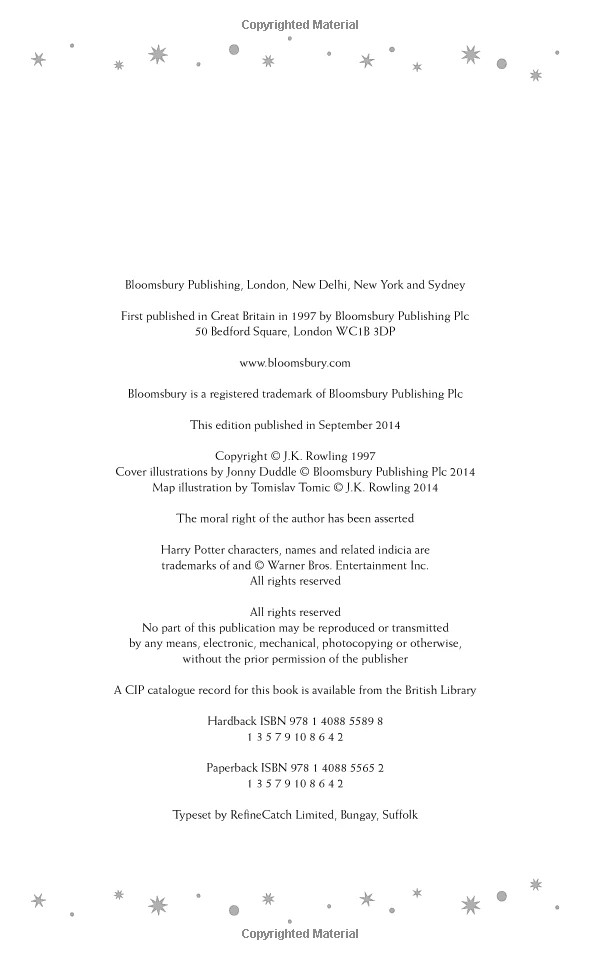 Copyrighted Material
Bloomsbury Publishing, London, New Delhi, New York and Sydney
First published in Great Britain in 1997 by Bloomsbury Publishing Plc
50 Bedford Square, London WC1B 3DP
www.bloomsbury.com
Bloomsbury is a registered trademark of Bloomsbury Publishing Plc
This edition published in September 2014
Copyright © J.K. Rowling 1997
Cover illustrations by Jonny Duddle © Bloomsbury Publishing Plc 2014
Map illustration by Tomislav Tomic © J.K. Rowling 2014
The moral right of the author has been asserted
Harry Potter characters, names and related indicia are
trademarks of and © Warner Bros. Entertainment Inc.
All rights reserved
All rights reserved
No part of this publication may be reproduced or transmitted
by any means, electronic, mechanical, photocopying or otherwise,
without the prior permission of the publisher
A CIP catalogue record for this book is available from the British Library
Hardback ISBN 978 1 4088 5589 8
1 3 5 7 9 10 8 6 4 2
Paperback ISBN 978 1 4088 5565 2
1 3 5 7 9 10 8 6 4 2
Typeset by RefineCatch Limited, Bungay, Suffolk
Copyrighted Material